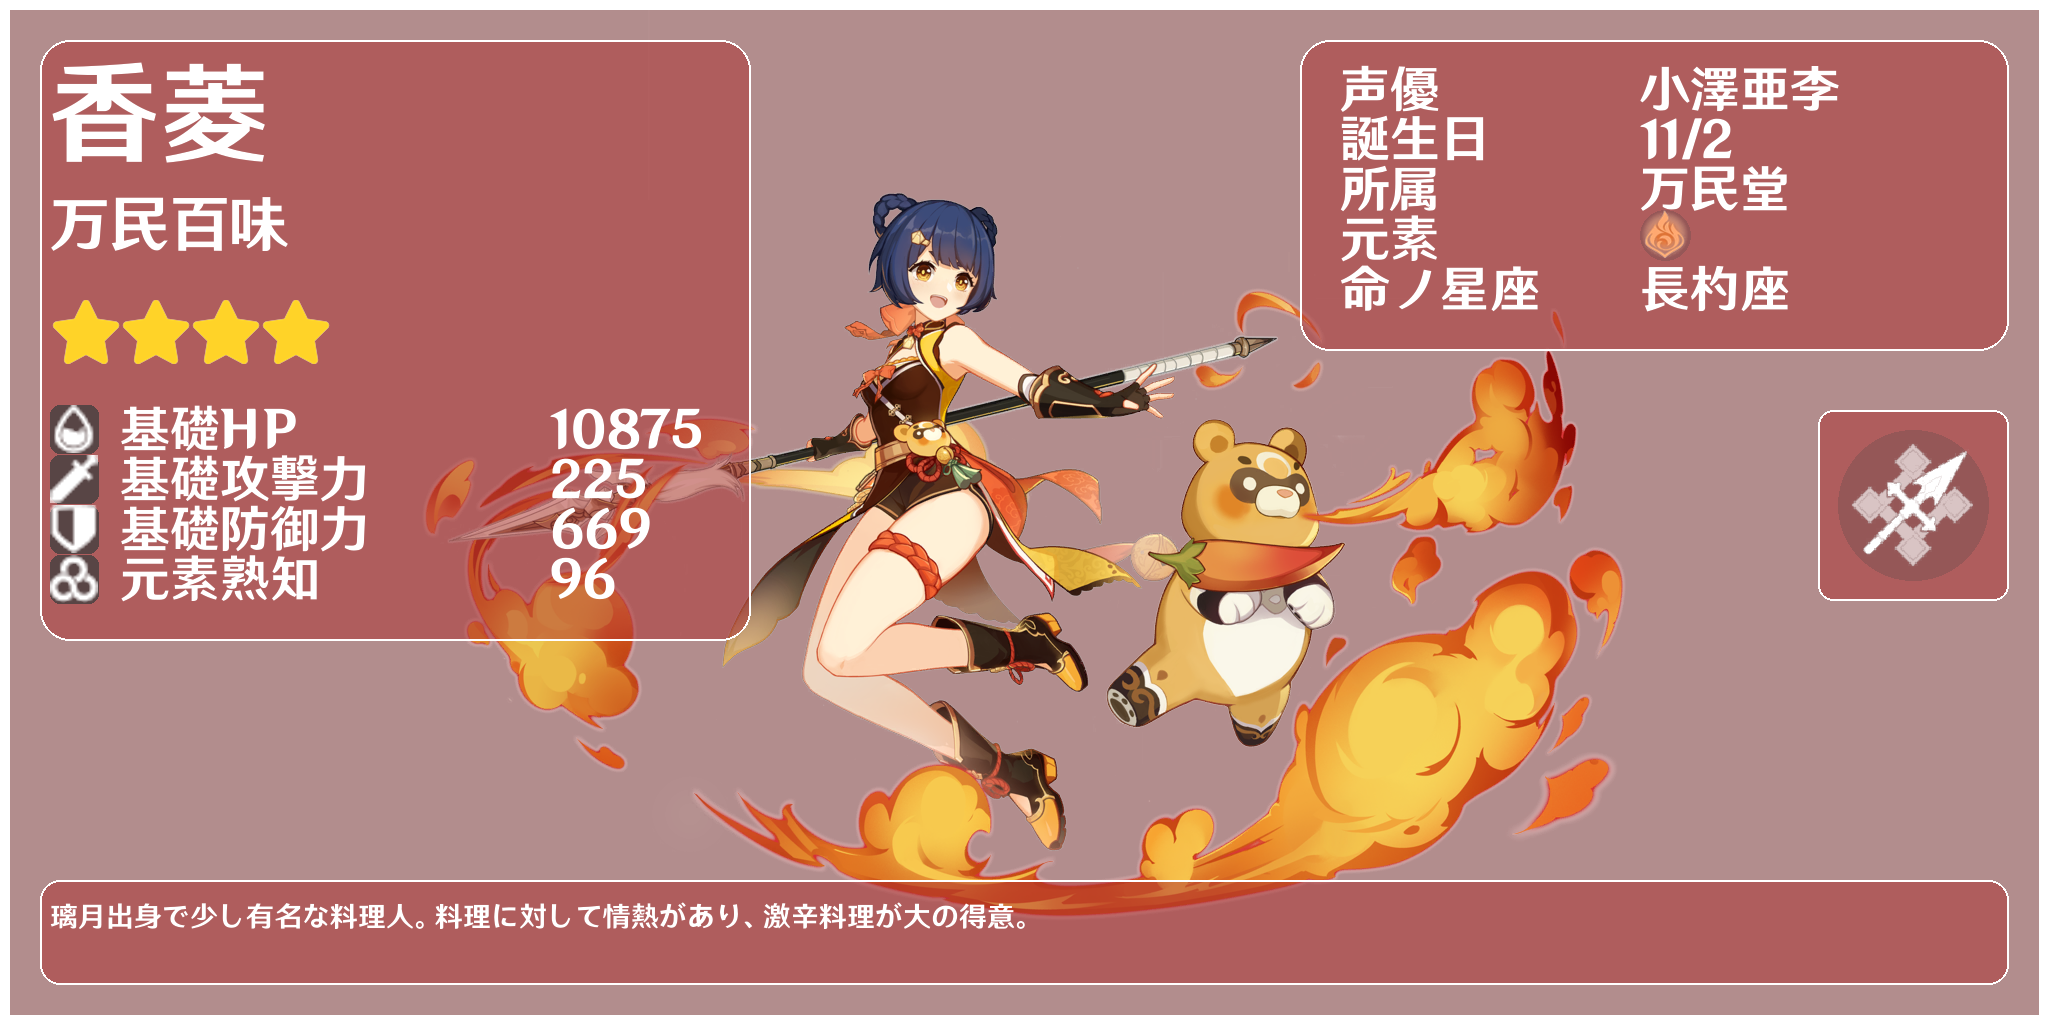 香菱
万民百味
基礎HP 10875
基礎攻撃力 225
基礎防御力 669
元素熟知 96
声優 小澤亜李
誕生日 11/2
所属 万民堂
元素
命ノ星座 長杓座
璃月出身で少し有名な料理人。料理に対して情熱があり、激辛料理が大の得意。